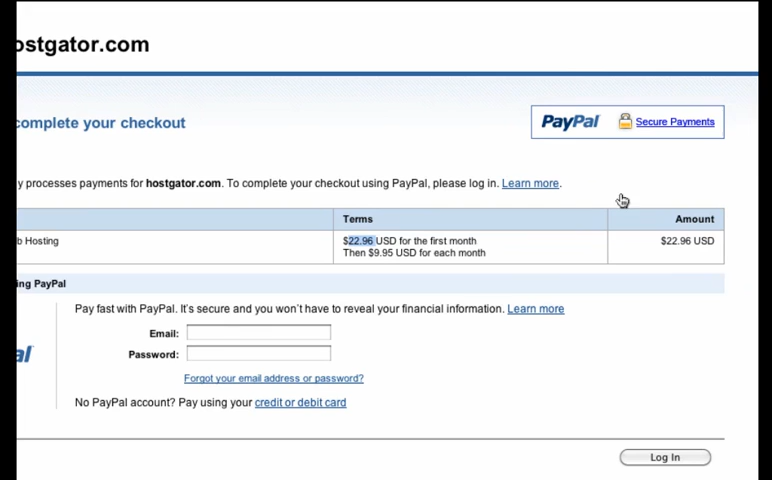 ostgator.com
complete your checkout
PayPal Secure Payments
y processes payments for hostgator.com. To complete your checkout using PayPal, please log in. Learn more.
Terms Amount
b Hosting $22.96 USD for the first month $22.96 USD
Then $9.95 USD for each month
ing PayPal
Pay fast with PayPal. It's secure and you won't have to reveal your financial information. Learn more
Email:
al
Password:
Forgot your email address or password?
No PayPal account? Pay using your credit or debit card
Log In